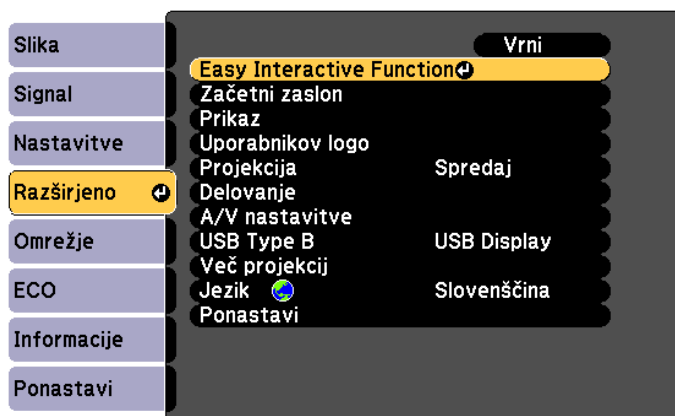 Slika
Signal
Nastavitve
Razširjeno
Omrežje
ECO
Informacije
Ponastavi
Vrni
Easy Interactive Function
Začetni zaslon
Prikaz
Uporabnikov logo
Projekcija Spredaj
Delovanje
A/V nastavitve
USB Type B USB Display
Več projekcij
Jezik Slovenščina
Ponastavi